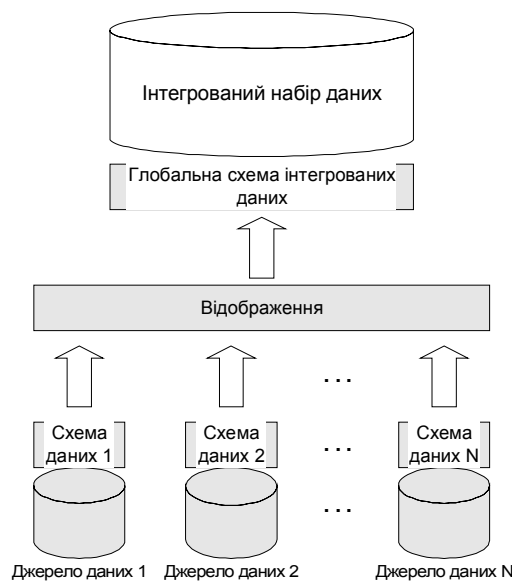 Інтегрований набір даних
Глобальна схема інтегрованих
даних
Відображення
...
Схема
даних 1
Схема
даних 2
...
Схема
даних N
...
Джерело даних 1
Джерело даних 2
Джерело даних N